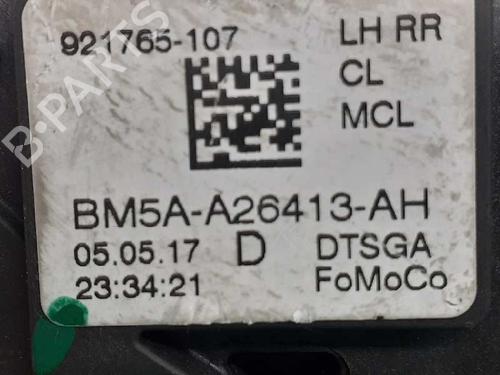 921765-107 LH RR
CL
MCL
BM5A-A26413-AH
05.05.17 D DTSGA
23:34:21 FoMoCo
B-PARTS